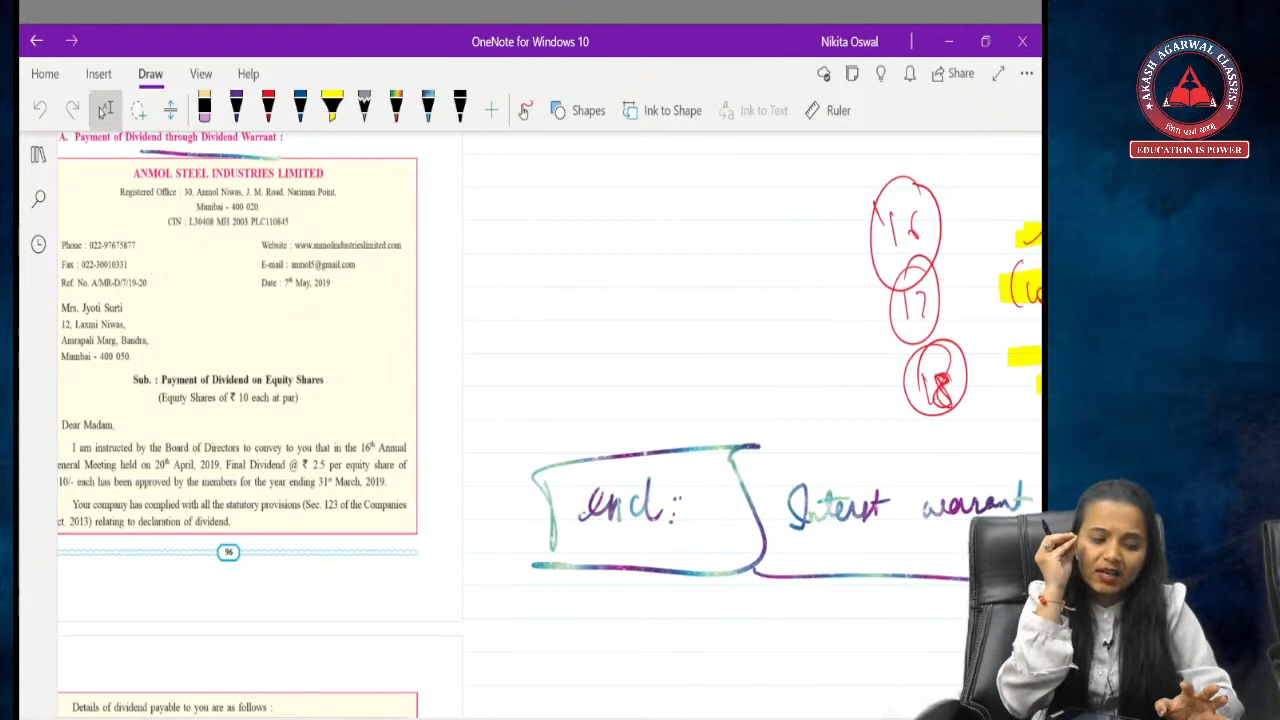 OneNote for Windows 10
Nikita Oswal
Home Insert Draw View Help
Share
Shapes Ink to Shape Ink to Text Ruler
A. Payment of Dividend through Dividend Warrant :
ANMOL STEEL INDUSTRIES LIMITED
Registered Office : 30, Anmol Niwas, J. M. Road, Nariman Point,
Mumbai - 400 020.
CIN : L30408 MH 2003 PLC110845
Phone : 022-97675877 Website : www.anmolindustrieslimited.com
Fax : 022-30010331 E-mail : anmol5@gmail.com
Ref. No. A/MR-D/7/19-20 Date : 7th May, 2019
Mrs. Jyoti Surti
12, Laxmi Niwas,
Amrapali Marg, Bandra,
Mumbai - 400 050.
Sub. : Payment of Dividend on Equity Shares
(Equity Shares of ₹ 10 each at par)
Dear Madam,
I am instructed by the Board of Directors to convey to you that in the 16th Annual
eneral Meeting held on 20th April, 2019, Final Dividend @ ₹ 2.5 per equity share of
10/- each has been approved by the members for the year ending 31st March, 2019.
Your company has complied with all the statutory provisions (Sec. 123 of the Companies
ct. 2013) relating to declaration of dividend.
96
Details of dividend payable to you are as follows :
16
17
18
encl :: Interest warrant
AKASH AGARWAL CLASSES
EDUCATION IS POWER